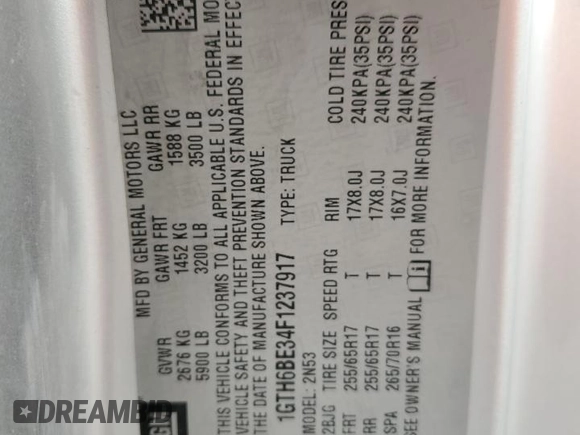 MFD BY GENERAL MOTORS LLC
GVWR GAWR FRT GAWR RR
2676 KG 1452 KG 1588 KG
5900 LB 3200 LB 3500 LB
THIS VEHICLE CONFORMS TO ALL APPLICABLE U.S. FEDERAL MO
VEHICLE SAFETY AND THEFT PREVENTION STANDARDS IN EFFECT
THE DATE OF MANUFACTURE SHOWN ABOVE.
1GTH6BE34F1237917 TYPE: TRUCK
MODEL: 2N53
2BJG TIRE SIZE SPEED RTG RIM COLD TIRE PRES
FRT 255/65R17 T 17X8.0J 240KPA(35PSI)
RR 255/65R17 T 17X8.0J 240KPA(35PSI)
SPA 265/70R16 T 16X7.0J 240KPA(35PSI)
SEE OWNER'S MANUAL FOR MORE INFORMATION.
DREAMBID